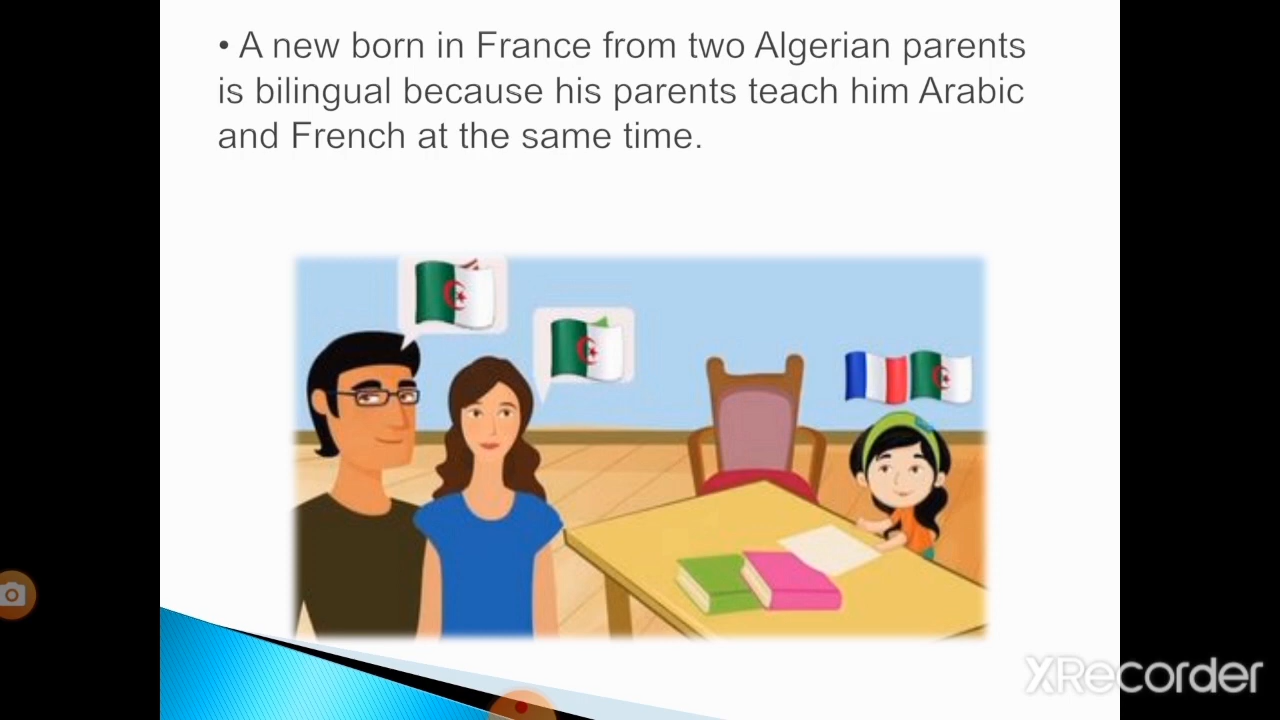 • A new born in France from two Algerian parents
is bilingual because his parents teach him Arabic
and French at the same time.
XRecorder